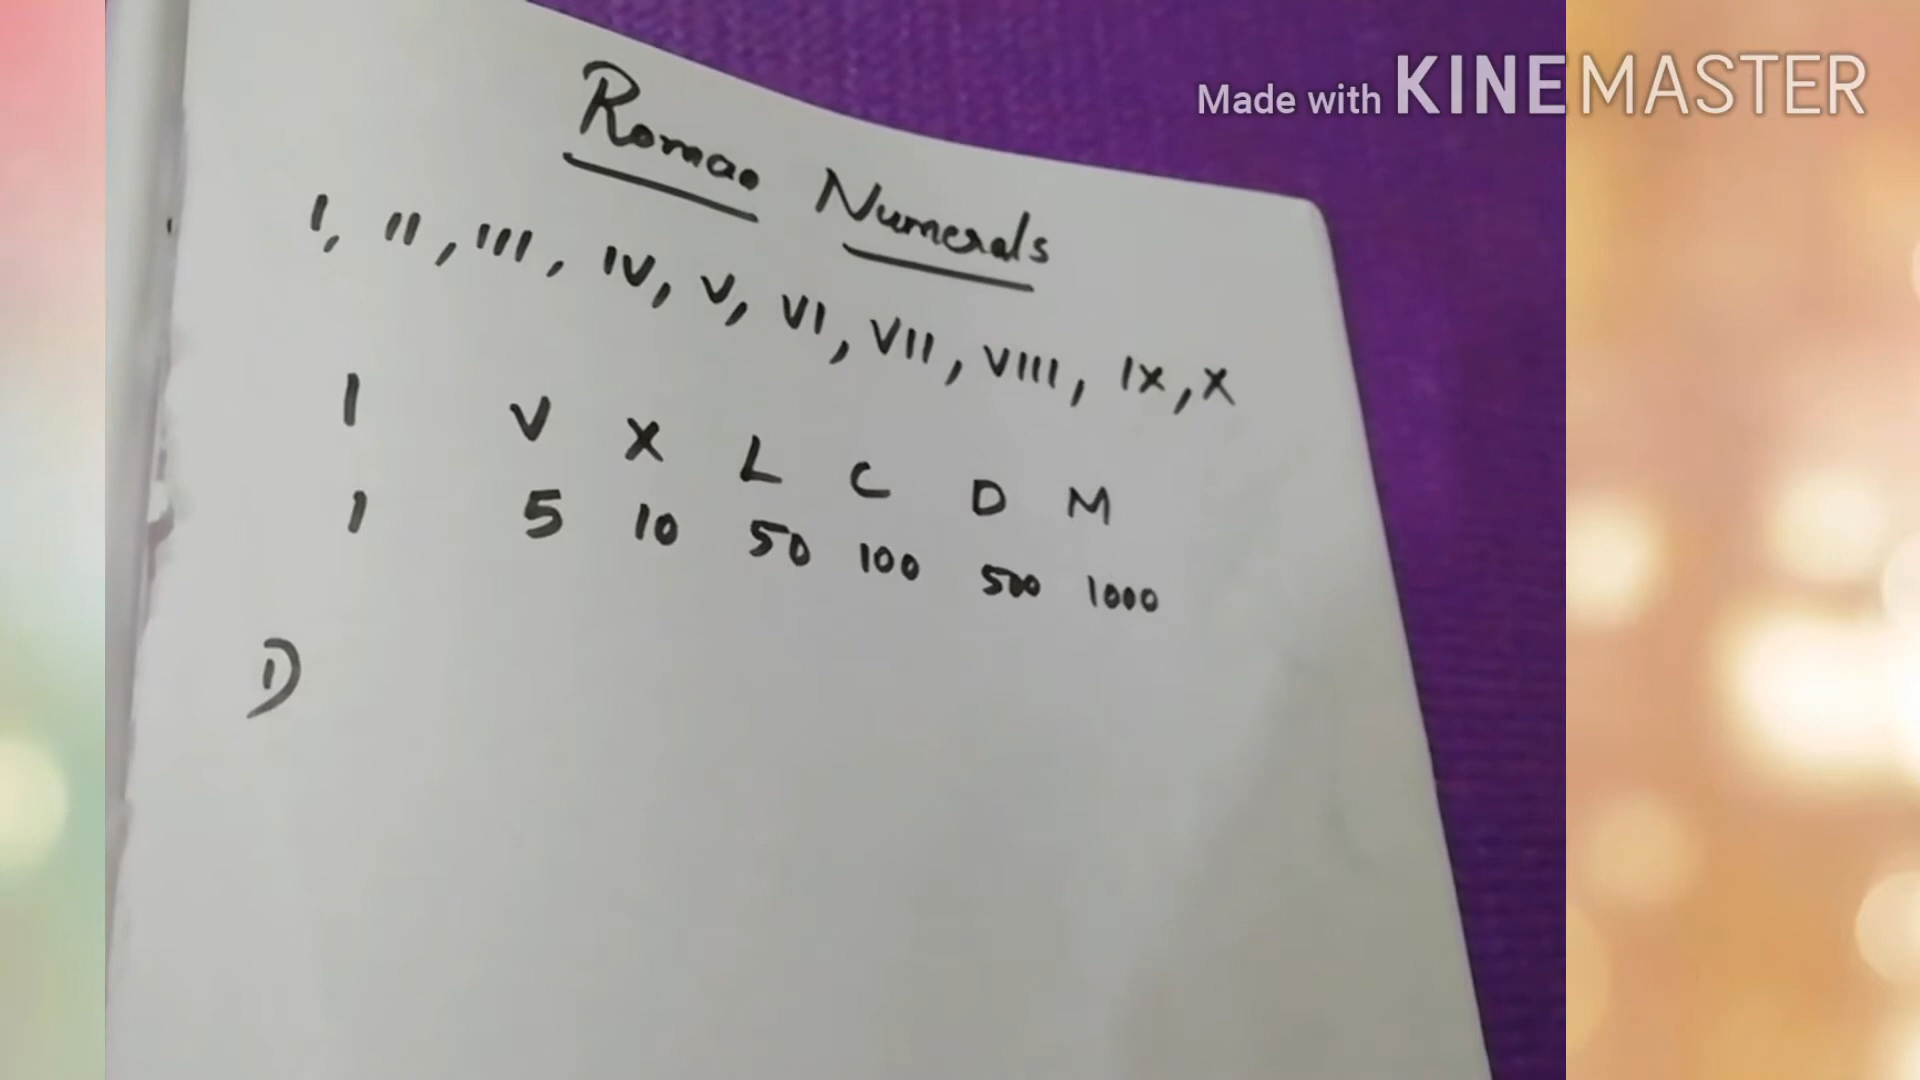 Made with KINEMASTER
Roman Numerals
I, II, III, IV, V, VI, VII, VIII, IX, X
I V X L C D M
1 5 10 50 100 500 1000
1)